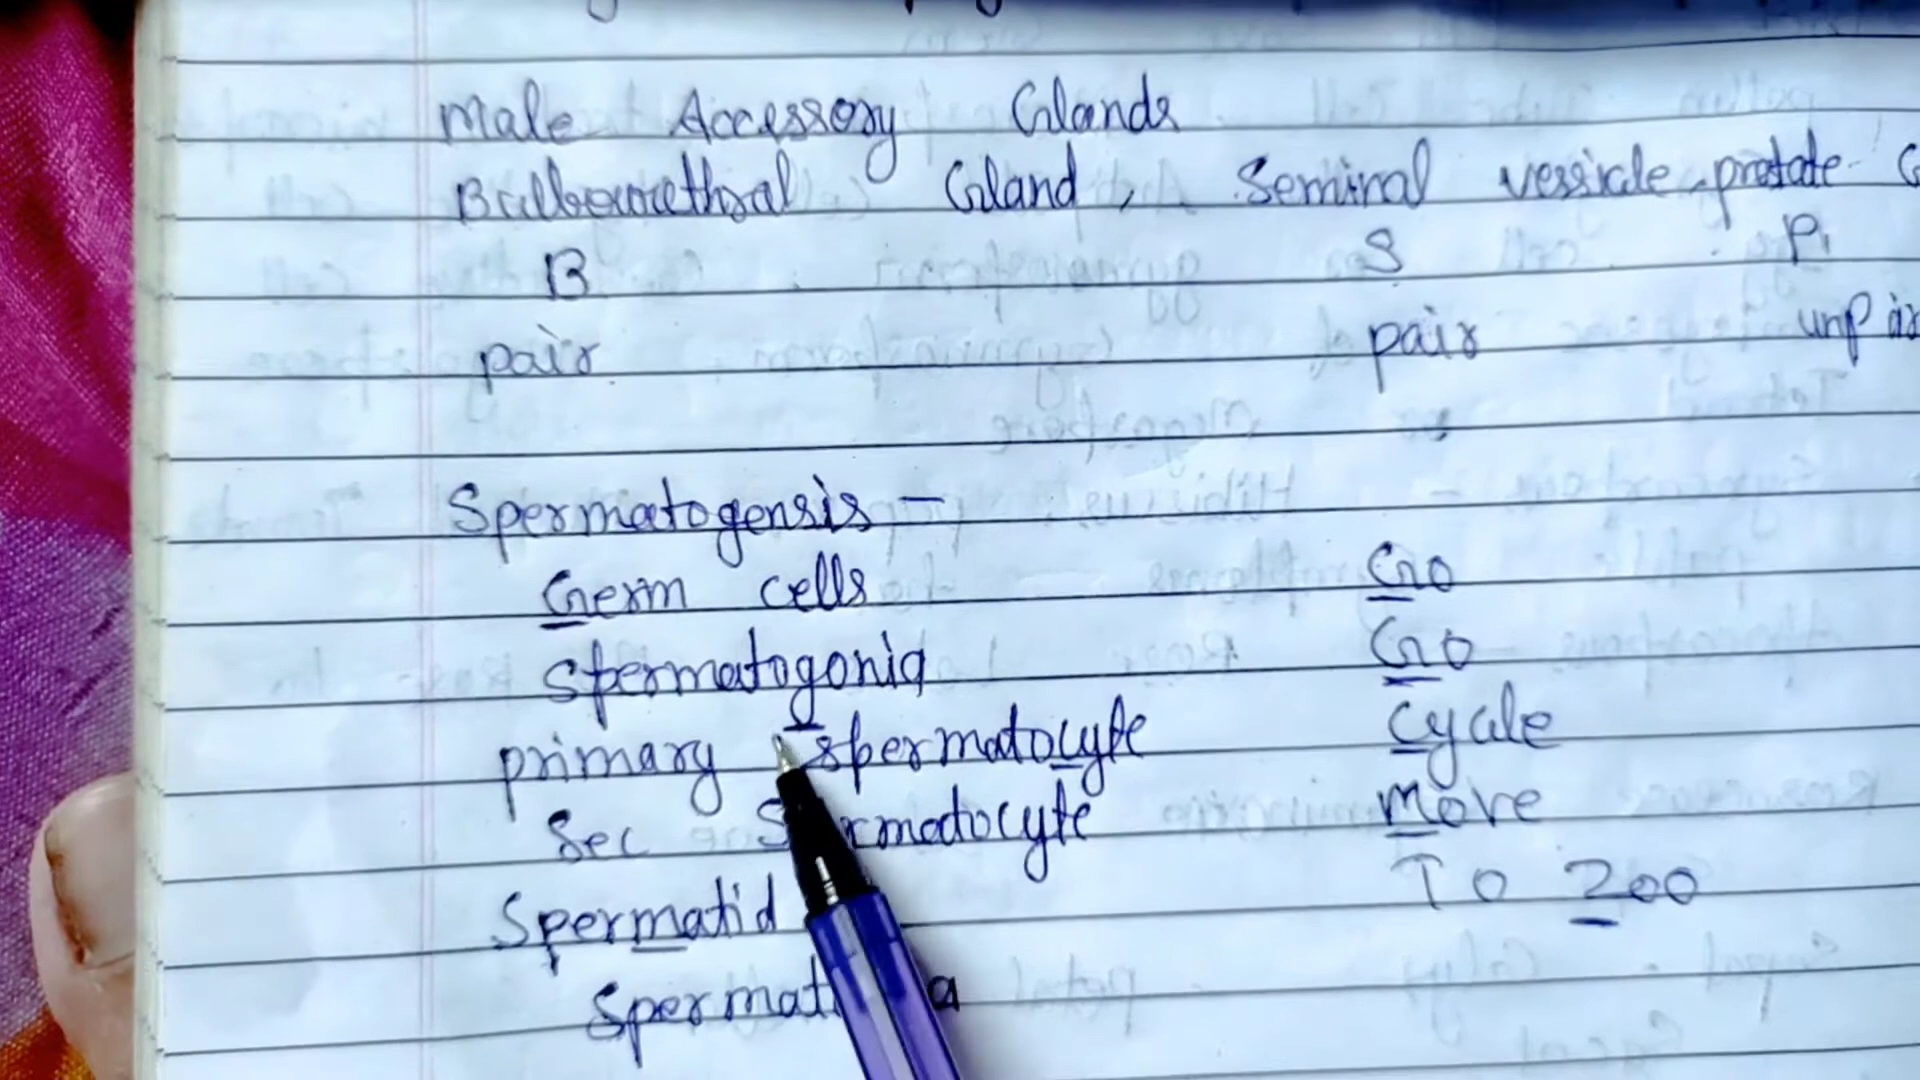 Male Accessory Glands
Bulbourethral Gland, Seminal vessicle, prostate G
B S P
pair pair unpair
Spermatogensis -
Germ cells Go
Spermatogonia Go
primary spermatocyte Cycle
Sec Spermatocyte Move
Spermatid To Zoo